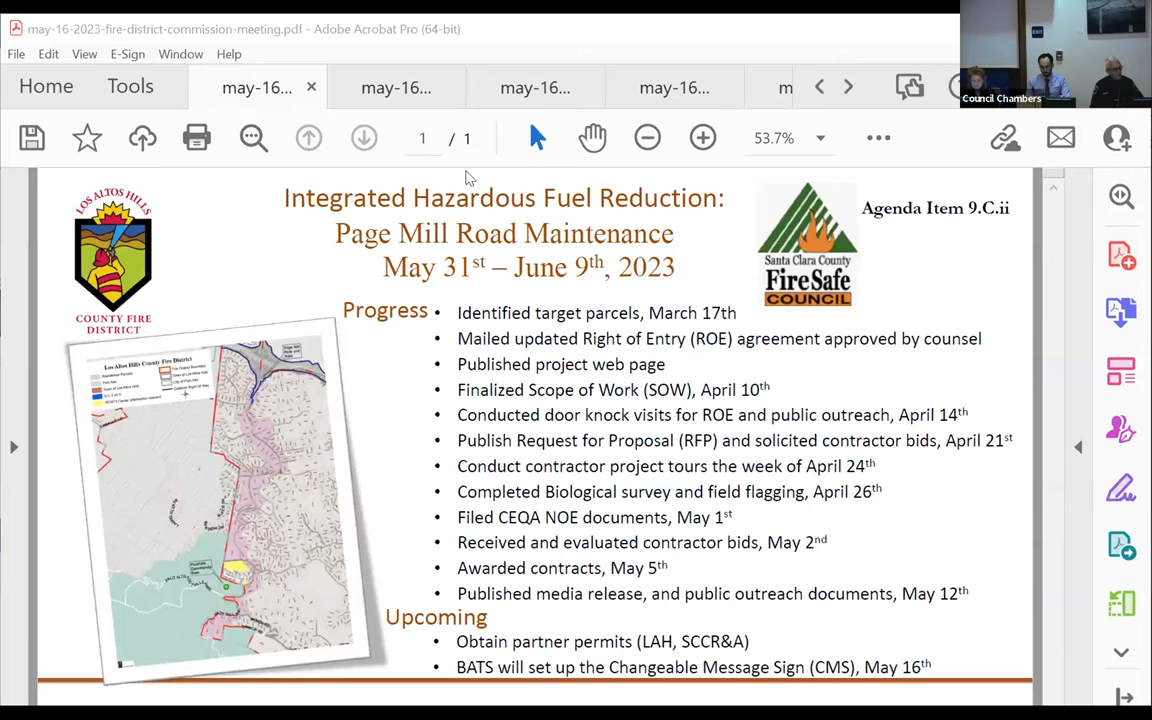 may-16-2023-fire-district-commission-meeting.pdf - Adobe Acrobat Pro (64-bit)
File Edit View E-Sign Window Help
Home Tools may-16... × may-16... may-16... may-16... m
Council Chambers
1 / 1 53.7%
LOS ALTOS HILLS
COUNTY FIRE
DISTRICT
Integrated Hazardous Fuel Reduction:
Page Mill Road Maintenance
May 31st – June 9th, 2023
Santa Clara County
FireSafe
COUNCIL
Agenda Item 9.C.ii
Progress
• Identified target parcels, March 17th
• Mailed updated Right of Entry (ROE) agreement approved by counsel
• Published project web page
• Finalized Scope of Work (SOW), April 10th
• Conducted door knock visits for ROE and public outreach, April 14th
• Publish Request for Proposal (RFP) and solicited contractor bids, April 21st
• Conduct contractor project tours the week of April 24th
• Completed Biological survey and field flagging, April 26th
• Filed CEQA NOE documents, May 1st
• Received and evaluated contractor bids, May 2nd
• Awarded contracts, May 5th
• Published media release, and public outreach documents, May 12th
Upcoming
• Obtain partner permits (LAH, SCCR&A)
• BATS will set up the Changeable Message Sign (CMS), May 16th
Los Altos Hills County Fire District